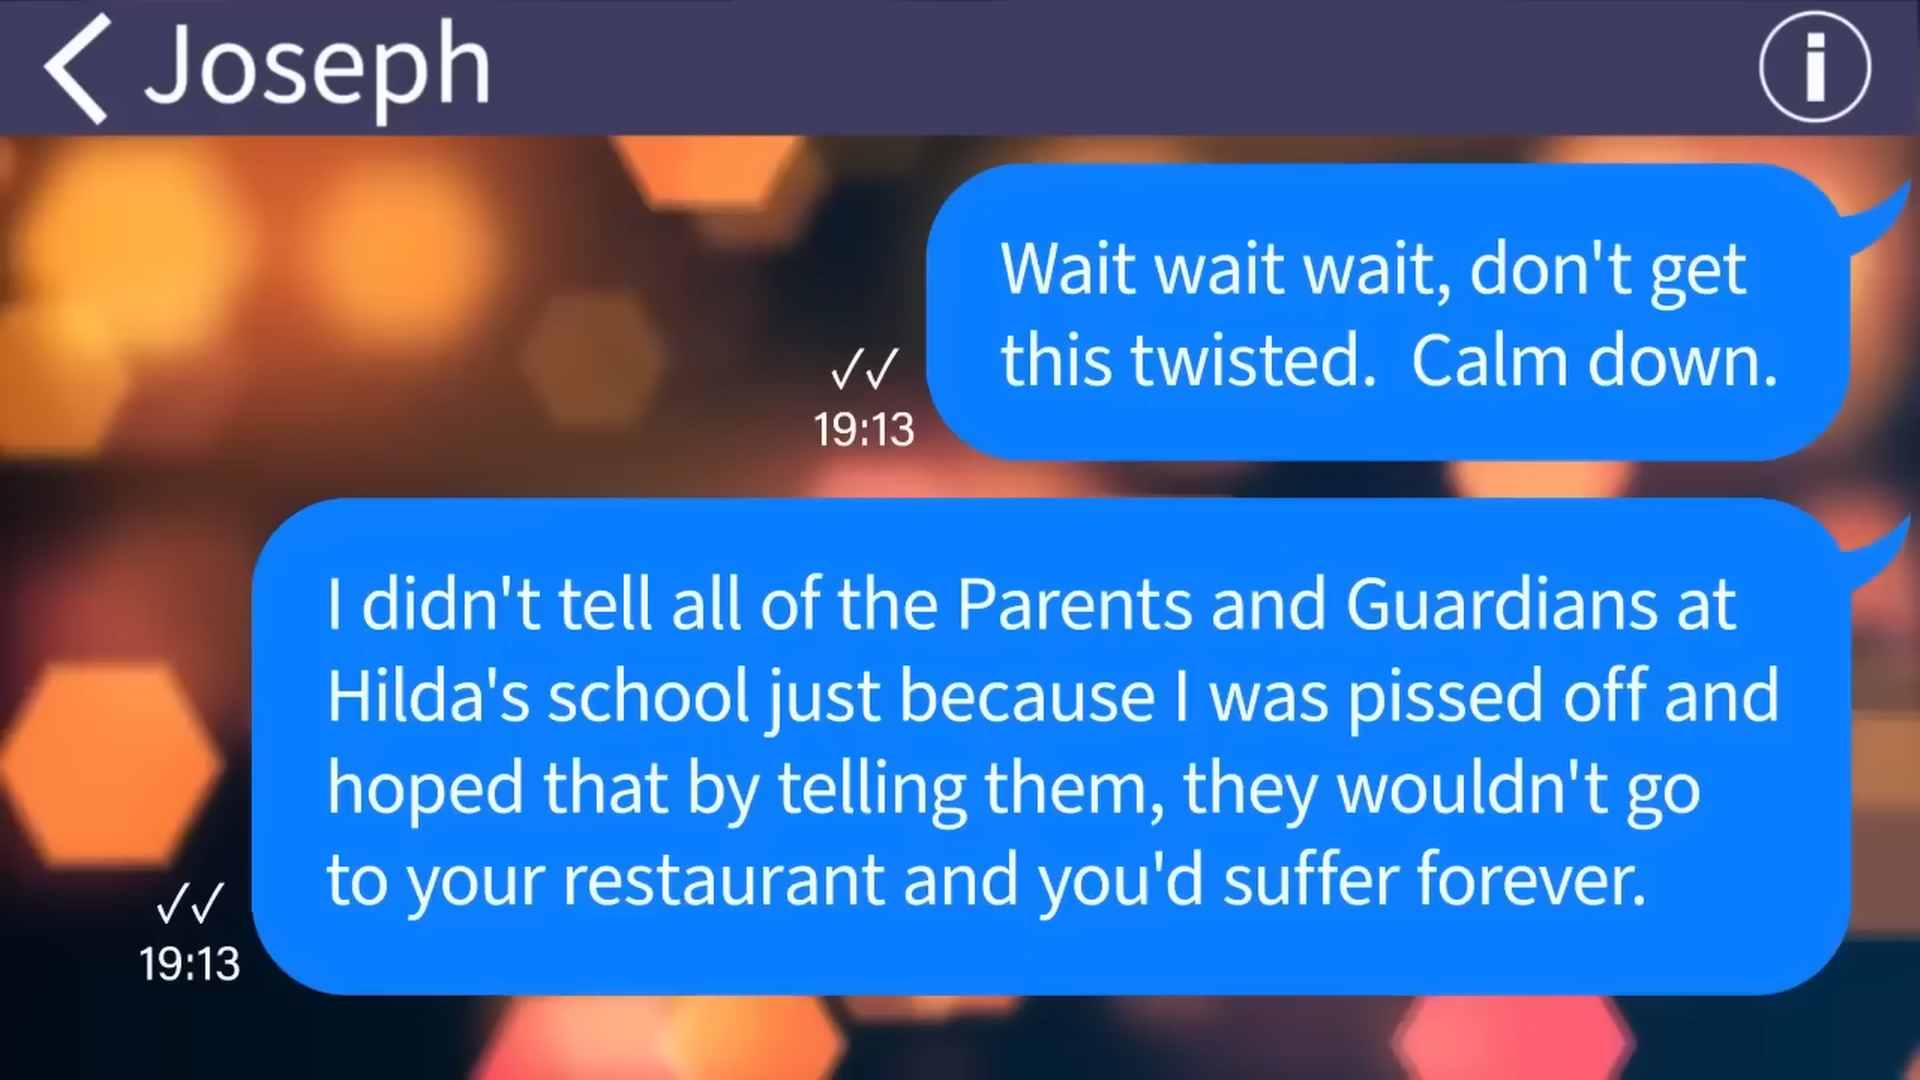 Joseph
Wait wait wait, don't get
this twisted.  Calm down.
✓✓
19:13
I didn't tell all of the Parents and Guardians at
Hilda's school just because I was pissed off and
hoped that by telling them, they wouldn't go
to your restaurant and you'd suffer forever.
✓✓
19:13